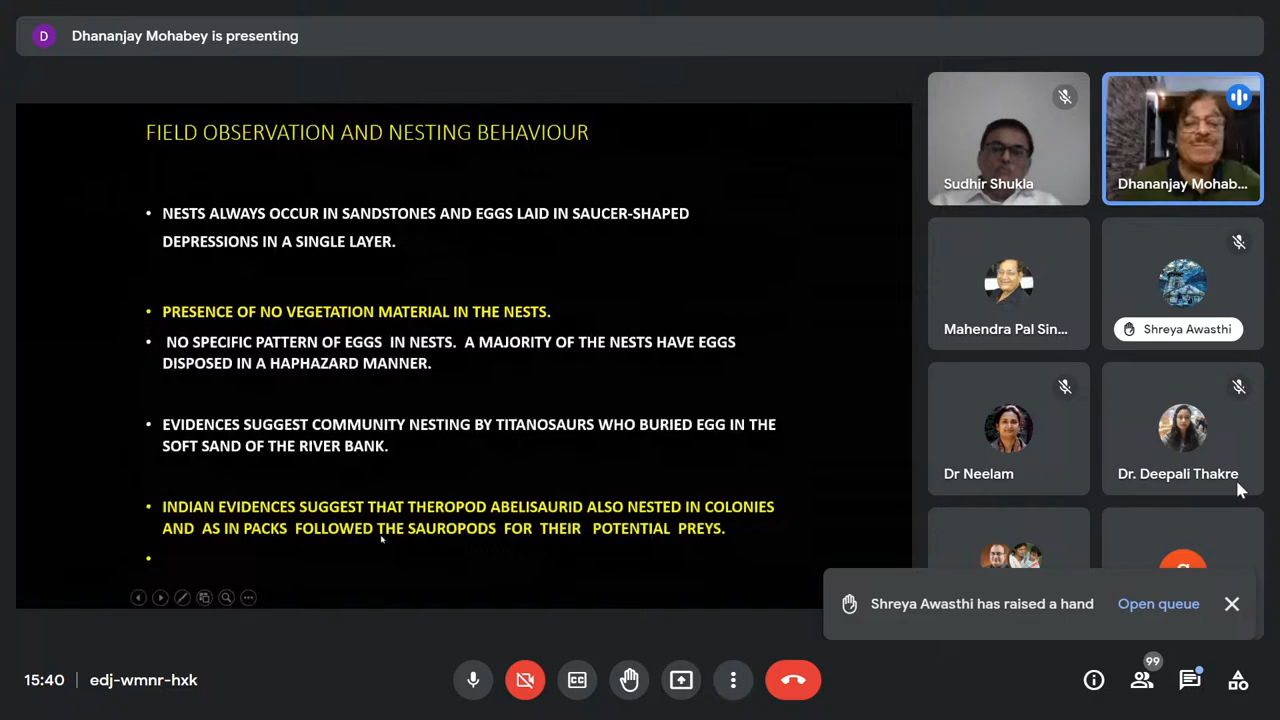 D Dhananjay Mohabey is presenting
FIELD OBSERVATION AND NESTING BEHAVIOUR
• NESTS ALWAYS OCCUR IN SANDSTONES AND EGGS LAID IN SAUCER-SHAPED
DEPRESSIONS IN A SINGLE LAYER.
• PRESENCE OF NO VEGETATION MATERIAL IN THE NESTS.
• NO SPECIFIC PATTERN OF EGGS IN NESTS. A MAJORITY OF THE NESTS HAVE EGGS
DISPOSED IN A HAPHAZARD MANNER.
• EVIDENCES SUGGEST COMMUNITY NESTING BY TITANOSAURS WHO BURIED EGG IN THE
SOFT SAND OF THE RIVER BANK.
• INDIAN EVIDENCES SUGGEST THAT THEROPOD ABELISAURID ALSO NESTED IN COLONIES
AND AS IN PACKS FOLLOWED THE SAUROPODS FOR THEIR POTENTIAL PREYS.
•
Sudhir Shukla
Dhananjay Mohab...
Mahendra Pal Sin...
Shreya Awasthi
Dr Neelam
Dr. Deepali Thakre
Shreya Awasthi has raised a hand Open queue
15:40 | edj-wmnr-hxk
CC
99